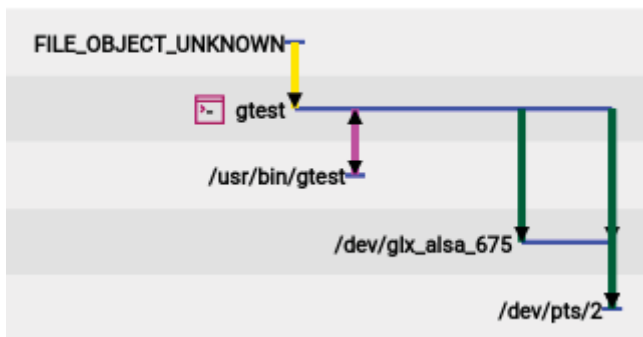 FILE_OBJECT_UNKNOWN
gtest
/usr/bin/gtest
/dev/glx_alsa_675
/dev/pts/2